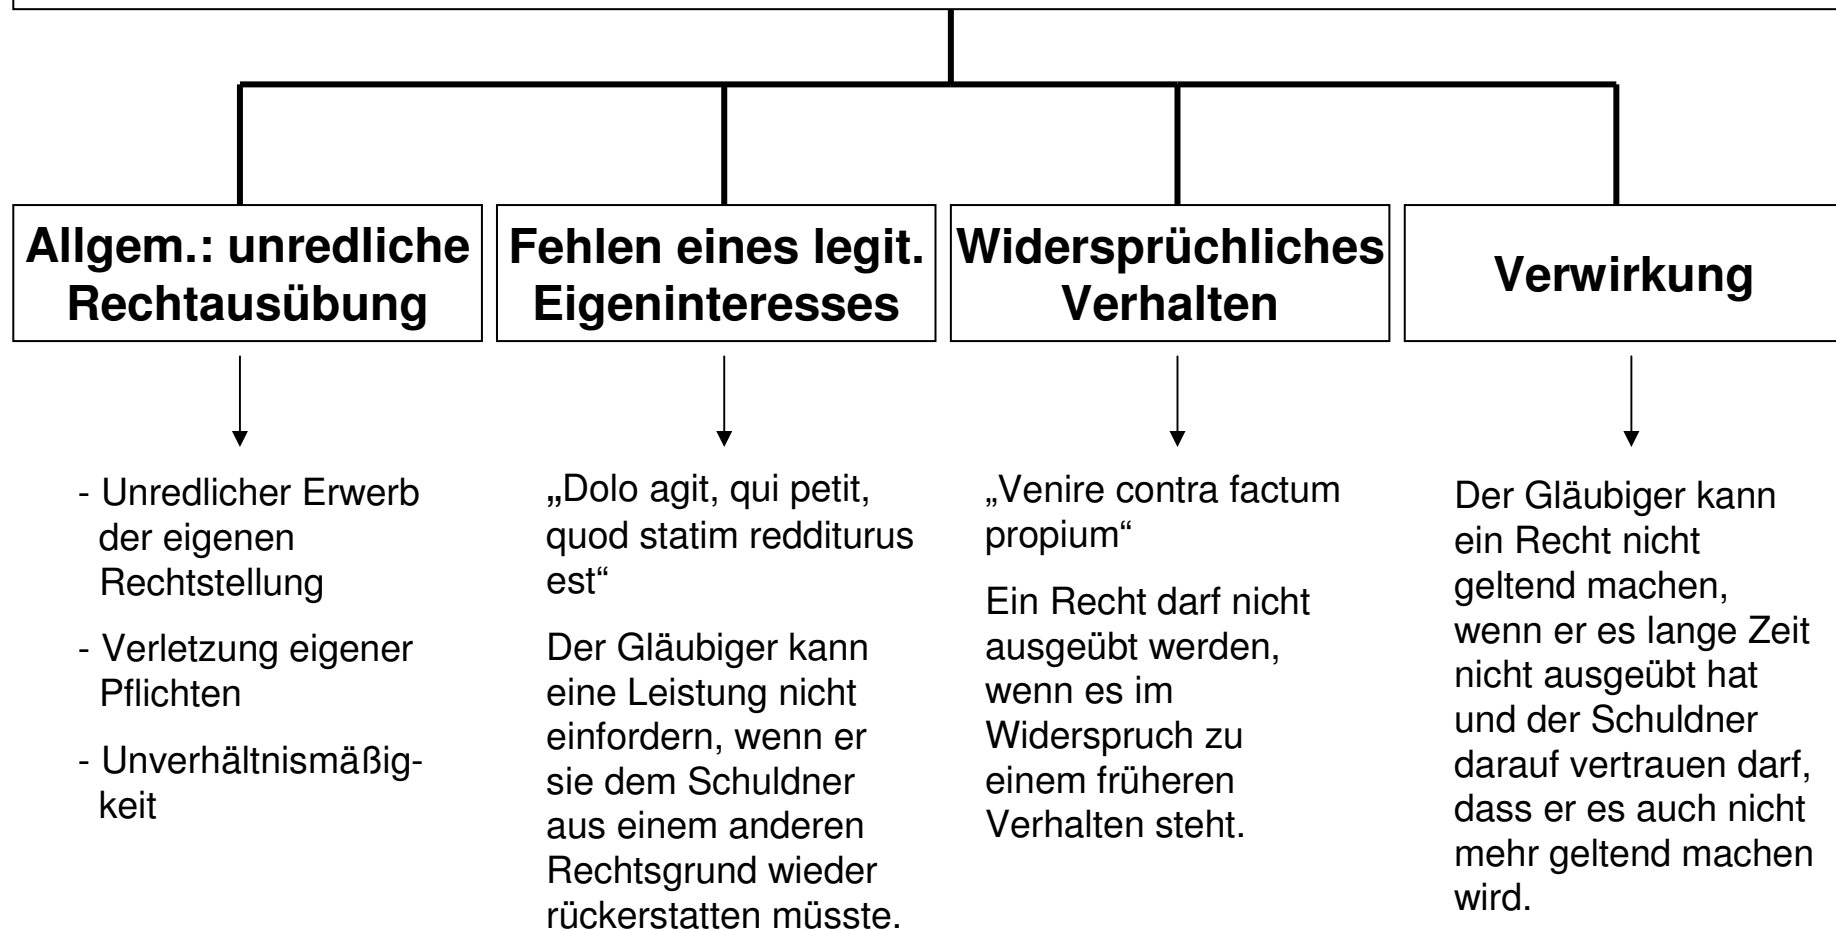 Allgem.: unredliche
Rechtausübung
Fehlen eines legit.
Eigeninteresses
Widersprüchliches
Verhalten
Verwirkung
- Unredlicher Erwerb
der eigenen
Rechtstellung
- Verletzung eigener
Pflichten
- Unverhältnismäßig-
keit
„Dolo agit, qui petit,
quod statim redditurus
est“
Der Gläubiger kann
eine Leistung nicht
einfordern, wenn er
sie dem Schuldner
aus einem anderen
Rechtsgrund wieder
rückerstatten müsste.
„Venire contra factum
propium“
Ein Recht darf nicht
ausgeübt werden,
wenn es im
Widerspruch zu
einem früheren
Verhalten steht.
Der Gläubiger kann
ein Recht nicht
geltend machen,
wenn er es lange Zeit
nicht ausgeübt hat
und der Schuldner
darauf vertrauen darf,
dass er es auch nicht
mehr geltend machen
wird.